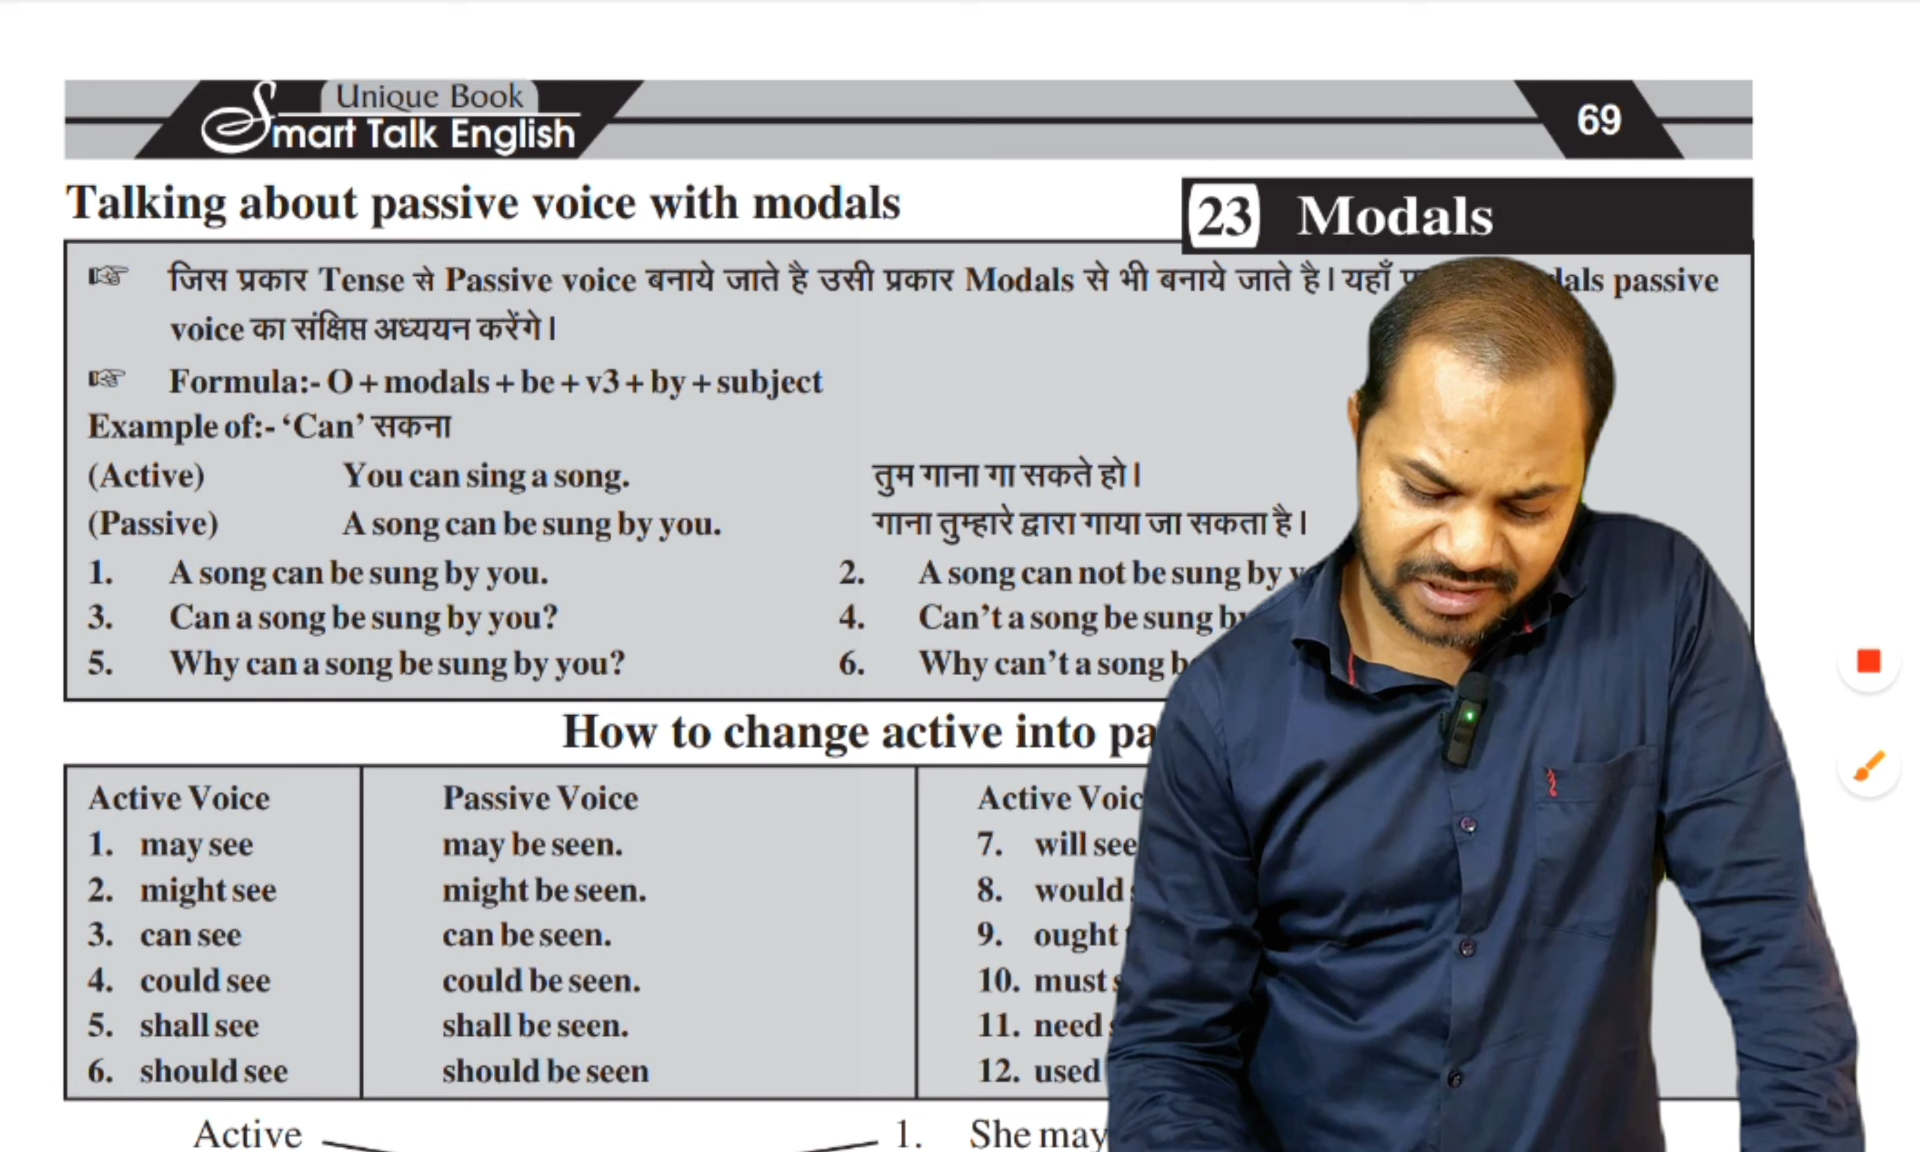 Unique Book
Smart Talk English
69
Talking about passive voice with modals
23 Modals
जिस प्रकार Tense से Passive voice बनाये जाते है उसी प्रकार Modals से भी बनाये जाते है। यहाँ passive
voice का संक्षिप्त अध्ययन करेंगे।
Formula:- O + modals + be + v3 + by + subject
Example of:- ‘Can’ सकना
(Active) You can sing a song. तुम गाना गा सकते हो।
(Passive) A song can be sung by you. गाना तुम्हारे द्वारा गाया जा सकता है।
1. A song can be sung by you. 2. A song can not be sung by
3. Can a song be sung by you? 4. Can’t a song be sung
5. Why can a song be sung by you? 6. Why can’t a song
How to change active into
Active Voice Passive Voice Active
1. may see may be seen. 7. will see
2. might see might be seen. 8. would
3. can see can be seen. 9. ought
4. could see could be seen. 10. must
5. shall see shall be seen. 11. need
6. should see should be seen 12. used
Active 1. She may